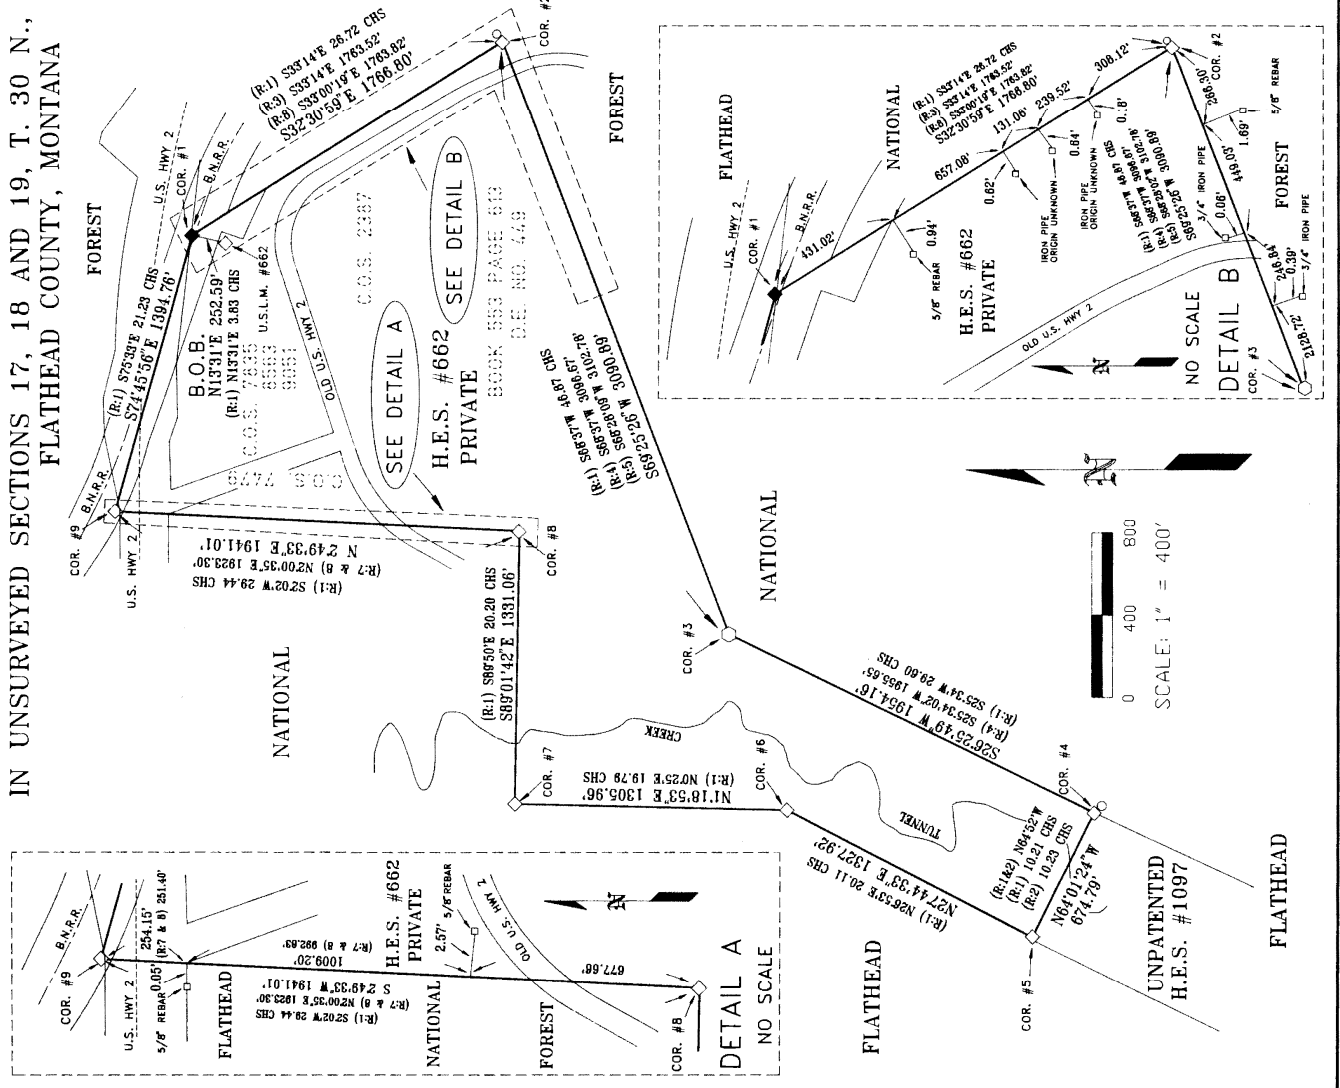 IN UNSURVEYED SECTIONS 17, 18 AND 19, T. 30 N.,
FLATHEAD COUNTY, MONTANA
FOREST
U.S. HWY 2
COR. #1
B.N.R.R.
(R:1) S33°14'E 26.72 CHS
(R:3) S33°14'E 1763.52'
(R:8) S33°00'19"E 1763.82'
S32°30'59"E 1766.80'
FOREST
B.N.R.R.
COR. #9
U.S. HWY 2
(R:1) S75°33'E 21.23 CHS
S74°45'56"E 1394.76'
B.O.B.
N13°31'E 252.59'
(R:1) N13°31'E 3.83 CHS
U.S.L.M. #662
C.O.S. 7635
8553
9051
C.O.S. 7479
OLD U.S. HWY 2
C.O.S. 2387
SEE DETAIL A
SEE DETAIL B
H.E.S. #662
PRIVATE
BOOK 553 PAGE 613
D.E. NO. 449
N 2°49'33"E 1941.01'
(R:7 & 8) N2°00'35"E 1923.30'
(R:1) S2°02'W 29.44 CHS
COR. #8
(R:1) S89°50'E 20.20 CHS
S89°01'42"E 1331.06'
(R:1) S68°37'W 46.87 CHS
(R:4) S68°37'W 3096.67'
(R:5) S68°28'09"W 3102.78'
S69°25'26"W 3090.89'
NATIONAL
NATIONAL
COR. #3
COR. #7
CREEK
N1°18'53"E 1305.96'
(R:1) N0°25'E 19.79 CHS
COR. #6
TUNNEL
S26°25'49"W 1954.16'
(R:4) S25°34'02"W 1955.65'
(R:1) S25°34'W 29.60 CHS
COR. #4
N27°44'33"E 1327.92'
(R:1) N26°53'E 20.11 CHS
(R:1&2) N64°52'W
(R:1) 10.21 CHS
(R:2) 10.23 CHS
N64°01'24"W
674.79'
COR. #5
FLATHEAD
UNPATENTED
H.E.S. #1097
FLATHEAD
N
0
400
800
SCALE: 1" = 400'
COR. #9
B.N.R.R.
U.S. HWY 2
254.15'
(R:7 & 8) 251.40'
5/8" REBAR 0.05'
FLATHEAD
1009.20'
(R:7 & 8) 992.63'
S 2°49'33"W 1941.01'
(R:7 & 8) N2°00'35"E 1923.30'
(R:1) S2°02'W 29.44 CHS
H.E.S. #662
PRIVATE
2.57'
5/8" REBAR
NATIONAL
OLD U.S. HWY 2
FOREST
677.66'
COR. #8
N
DETAIL A
NO SCALE
FLATHEAD
U.S. HWY 2
COR. #1
B.N.R.R.
NATIONAL
431.02'
657.08'
131.06'
239.52'
308.12'
(R:1) S33°14'E 26.72 CHS
(R:3) S33°14'E 1763.52'
(R:8) S33°00'19"E 1763.82'
S32°30'59"E 1766.80'
COR. #2
5/8" REBAR
0.94'
0.62'
IRON PIPE
ORIGIN UNKNOWN
0.64'
IRON PIPE
ORIGIN UNKNOWN
0.8'
H.E.S. #662
PRIVATE
OLD U.S. HWY 2
(R:1) S68°37'W 46.87 CHS
(R:4) S68°37'W 3096.67'
(R:5) S68°28'02"W 3102.78'
S69°25'26"W 3090.89'
266.30'
5/8" REBAR
1.69'
449.03'
3/4" IRON PIPE
0.06'
FOREST
246.84'
0.39'
3/4" IRON PIPE
2128.72'
COR. #3
N
NO SCALE
DETAIL B